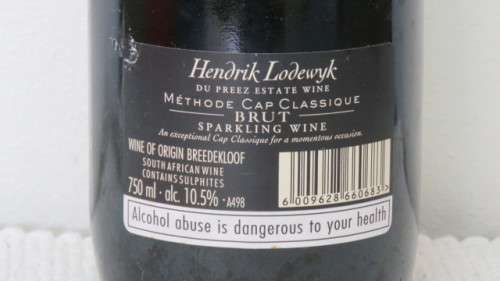 Hendrik Lodewyk
DU PREEZ ESTATE WINE
MÉTHODE CAP CLASSIQUE
BRUT
SPARKLING WINE
An exceptional Cap Classique for a momentous occasion.
WINE OF ORIGIN BREEDEKLOOF
SOUTH AFRICAN WINE
CONTAINS SULPHITES
750 ml · alc. 10.5% · A498
6 009628 660683
Alcohol abuse is dangerous to your health